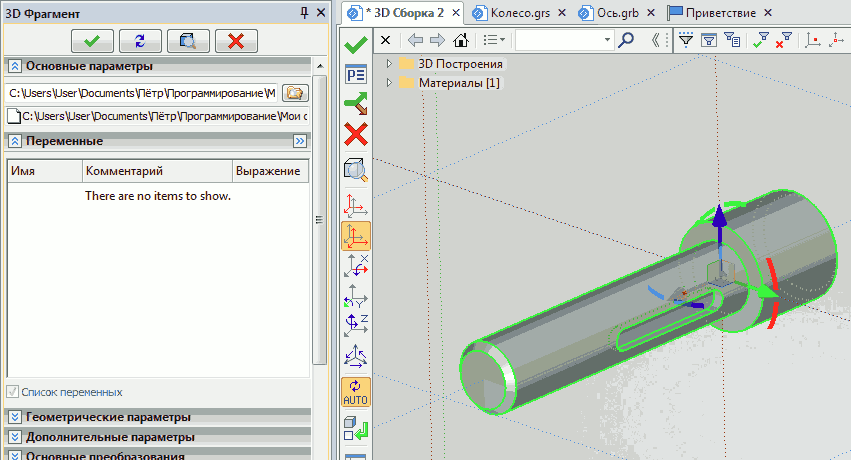 3D Фрагмент
Основные параметры
C:\Users\User\Documents\Пётр\Программирование\М
C:\Users\User\Documents\Пётр\Программирование\Мои с
Переменные
Имя Комментарий Выражение
There are no items to show.
Список переменных
Геометрические параметры
Дополнительные параметры
Основные преобразования
* 3D Сборка 2 Колесо.grs Ось.grb Приветствие
3D Построения
Материалы [1]
X
Y
Z
AUTO